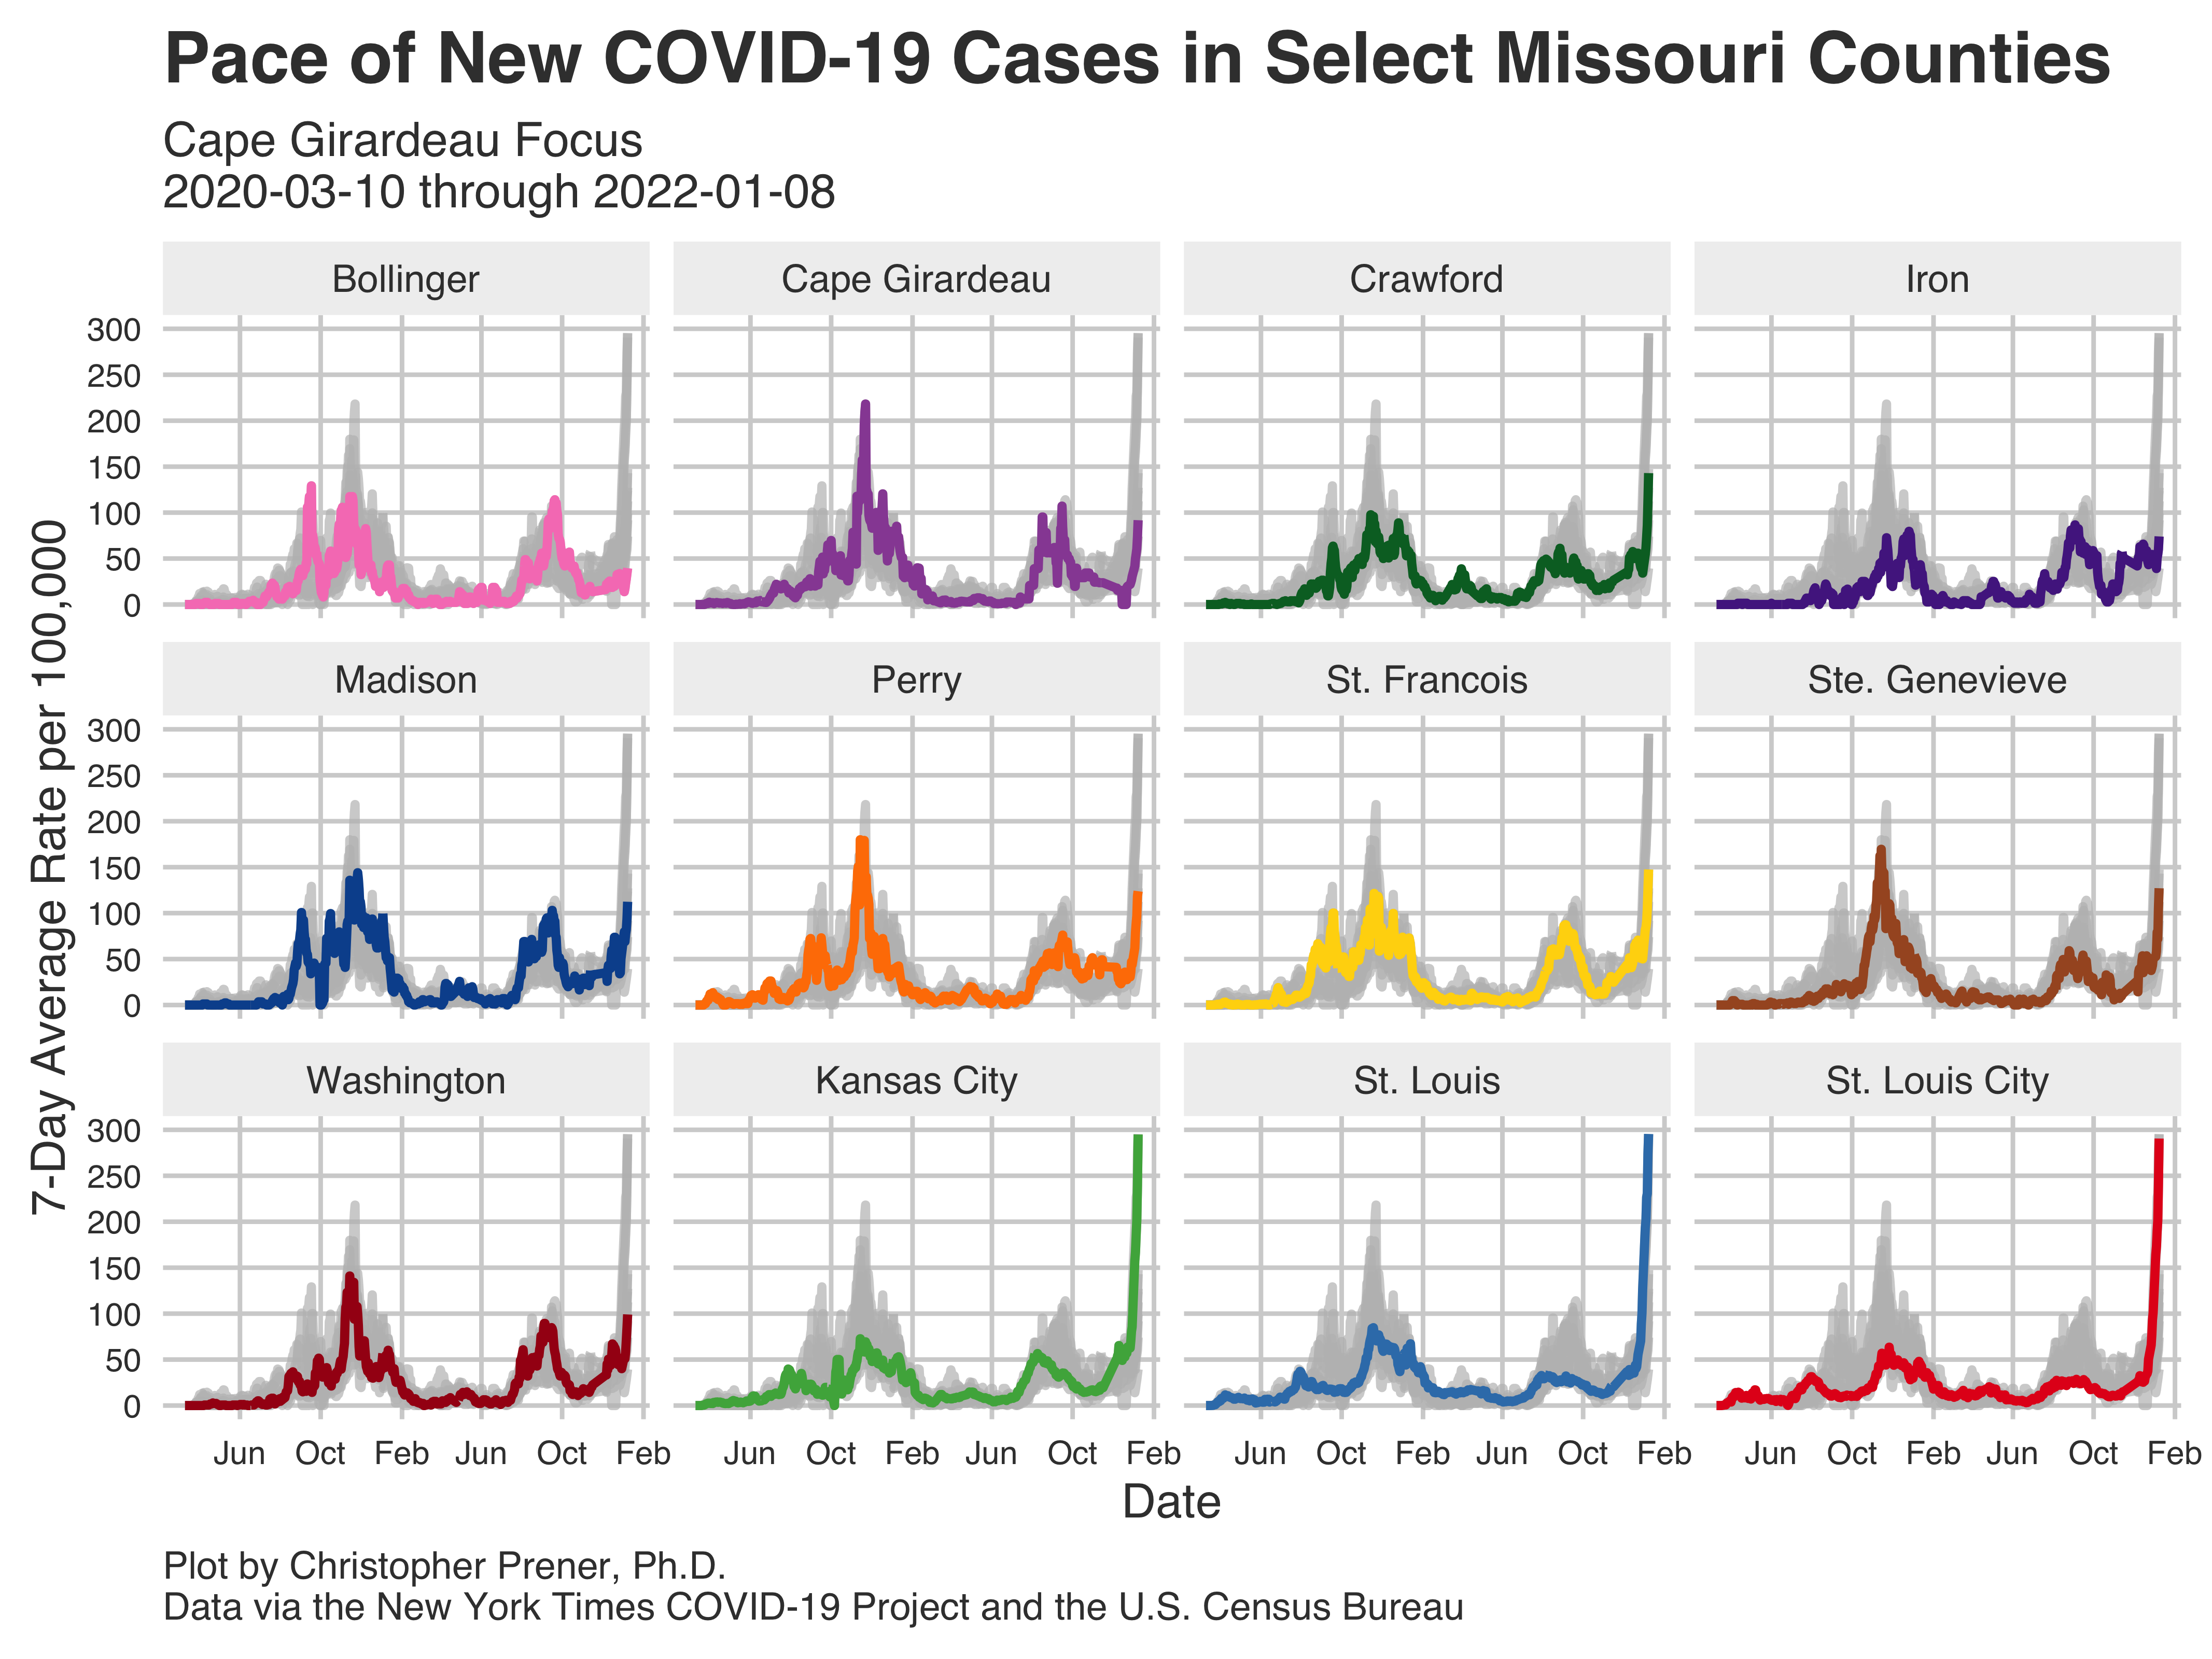 Pace of New COVID-19 Cases in Select Missouri Counties
Cape Girardeau Focus
2020-03-10 through 2022-01-08
7-Day Average Rate per 100,000
Bollinger
Cape Girardeau
Crawford
Iron
300
250
200
150
100
50
0
Madison
Perry
St. Francois
Ste. Genevieve
300
250
200
150
100
50
0
Washington
Kansas City
St. Louis
St. Louis City
300
250
200
150
100
50
0
Jun Oct Feb Jun Oct Feb
Jun Oct Feb Jun Oct Feb
Jun Oct Feb Jun Oct Feb
Jun Oct Feb Jun Oct Feb
Date
Plot by Christopher Prener, Ph.D.
Data via the New York Times COVID-19 Project and the U.S. Census Bureau